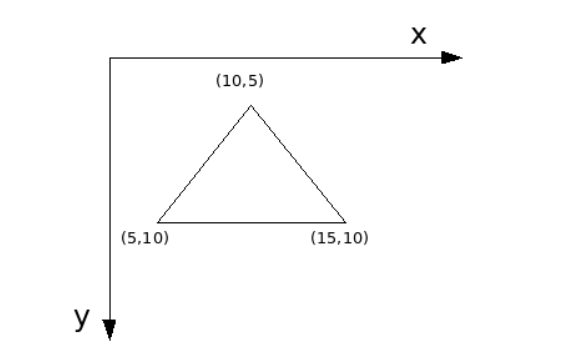 x
(10,5)
(5,10)
(15,10)
y